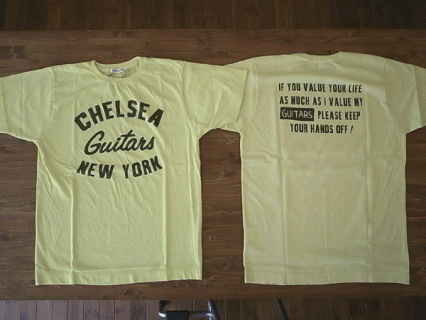 CHELSEA
Guitars
NEW YORK
IF YOU VALUE YOUR LIFE
AS MUCH AS I VALUE MY
GUITARS PLEASE KEEP
YOUR HANDS OFF!